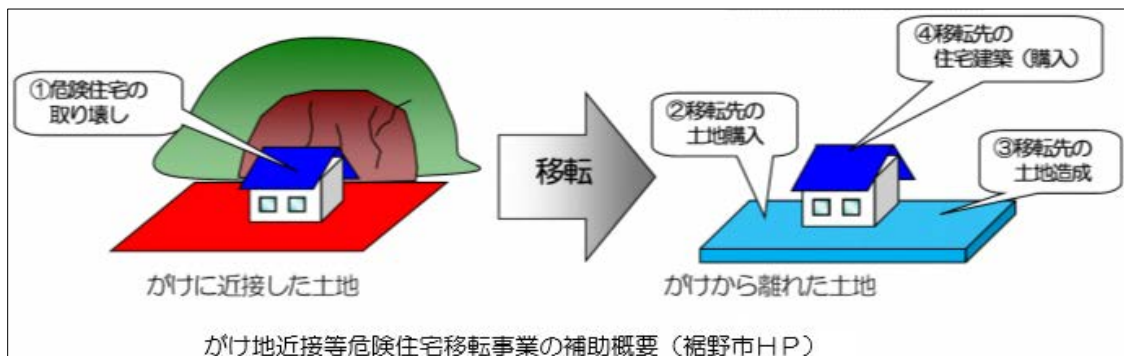 ①危険住宅の
取り壊し
がけに近接した土地
移転
②移転先の
土地購入
④移転先の
住宅建築（購入）
③移転先の
土地造成
がけから離れた土地
がけ地近接等危険住宅移転事業の補助概要（裾野市ＨＰ）